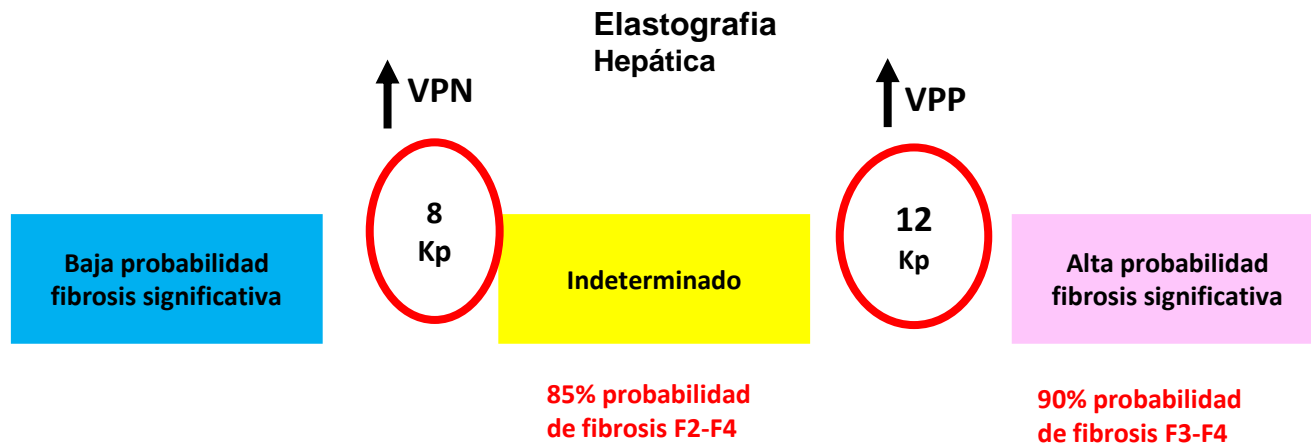 Elastografia
Hepática
VPN
VPP
8
Kp
12
Kp
Baja probabilidad
fibrosis significativa
Indeterminado
Alta probabilidad
fibrosis significativa
85% probabilidad
de fibrosis F2-F4
90% probabilidad
de fibrosis F3-F4